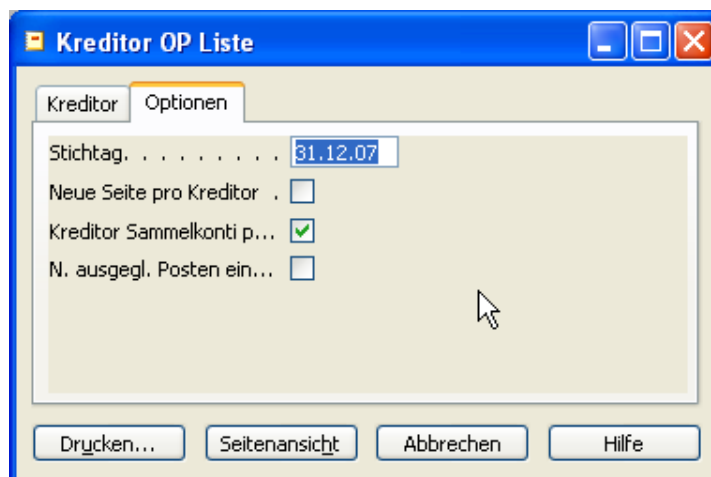 Kreditor OP Liste
Kreditor Optionen
Stichtag. . . . . . . . . 31.12.07
Neue Seite pro Kreditor .
Kreditor Sammelkonti p...
N. ausgegl. Posten ein...
Drucken... Seitenansicht Abbrechen Hilfe